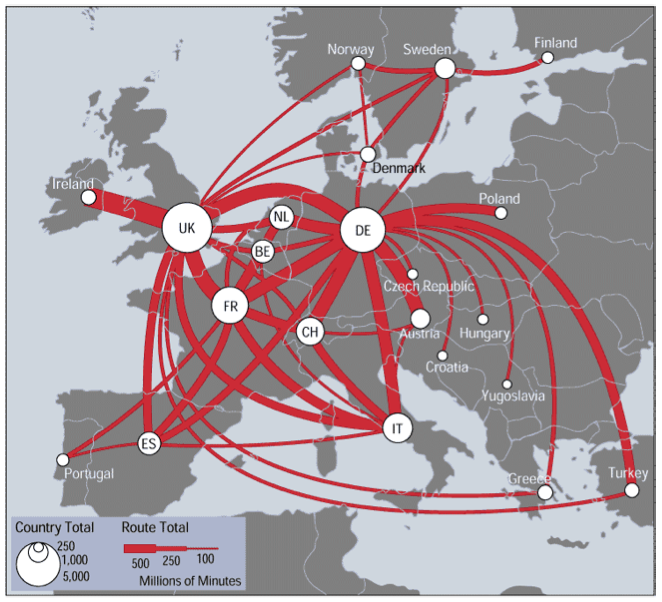 Norway
Sweden
Finland
Ireland
Denmark
UK
NL
DE
Poland
BE
Czech Republic
FR
CH
Austria
Hungary
Croatia
Yugoslavia
IT
ES
Portugal
Greece
Turkey
Country Total
Route Total
250
1,000
5,000
500
250
100
Millions of Minutes